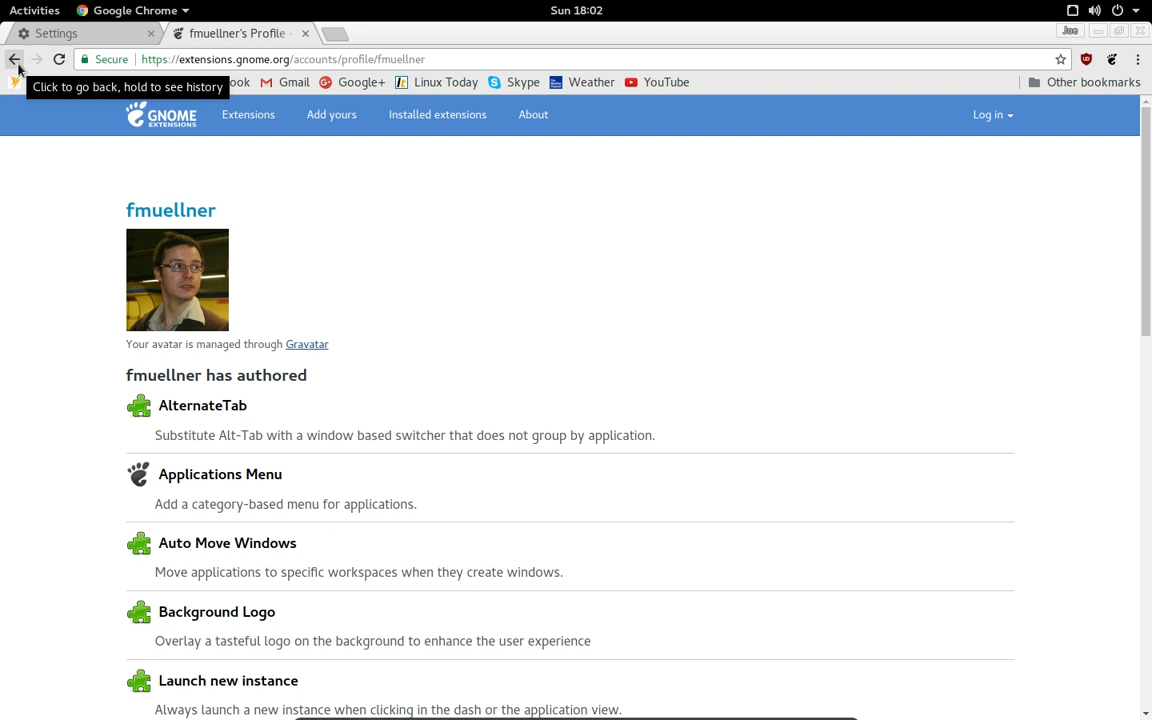 Activities Google Chrome Sun 18:02
Settings fmuellner's Profile - Joe
Secure https://extensions.gnome.org/accounts/profile/fmuellner
ook Gmail Google+ Linux Today Skype Weather YouTube Other bookmarks
Click to go back, hold to see history
GNOME EXTENSIONS Extensions Add yours Installed extensions About Log in
fmuellner
Your avatar is managed through Gravatar
fmuellner has authored
AlternateTab
Substitute Alt-Tab with a window based switcher that does not group by application.
Applications Menu
Add a category-based menu for applications.
Auto Move Windows
Move applications to specific workspaces when they create windows.
Background Logo
Overlay a tasteful logo on the background to enhance the user experience
Launch new instance
Always launch a new instance when clicking in the dash or the application view.